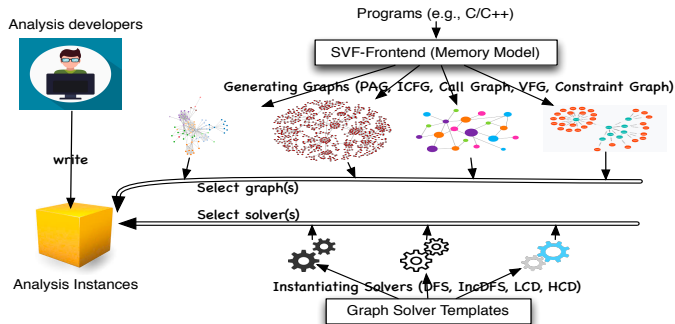 Analysis developers
Programs (e.g., C/C++)
SVF-Frontend (Memory Model)
Generating Graphs (PAG, ICFG, Call Graph, VFG, Constraint Graph)
write
Select graph(s)
Select solver(s)
Analysis Instances
Instantiating Solvers (DFS, IncDFS, LCD, HCD)
Graph Solver Templates